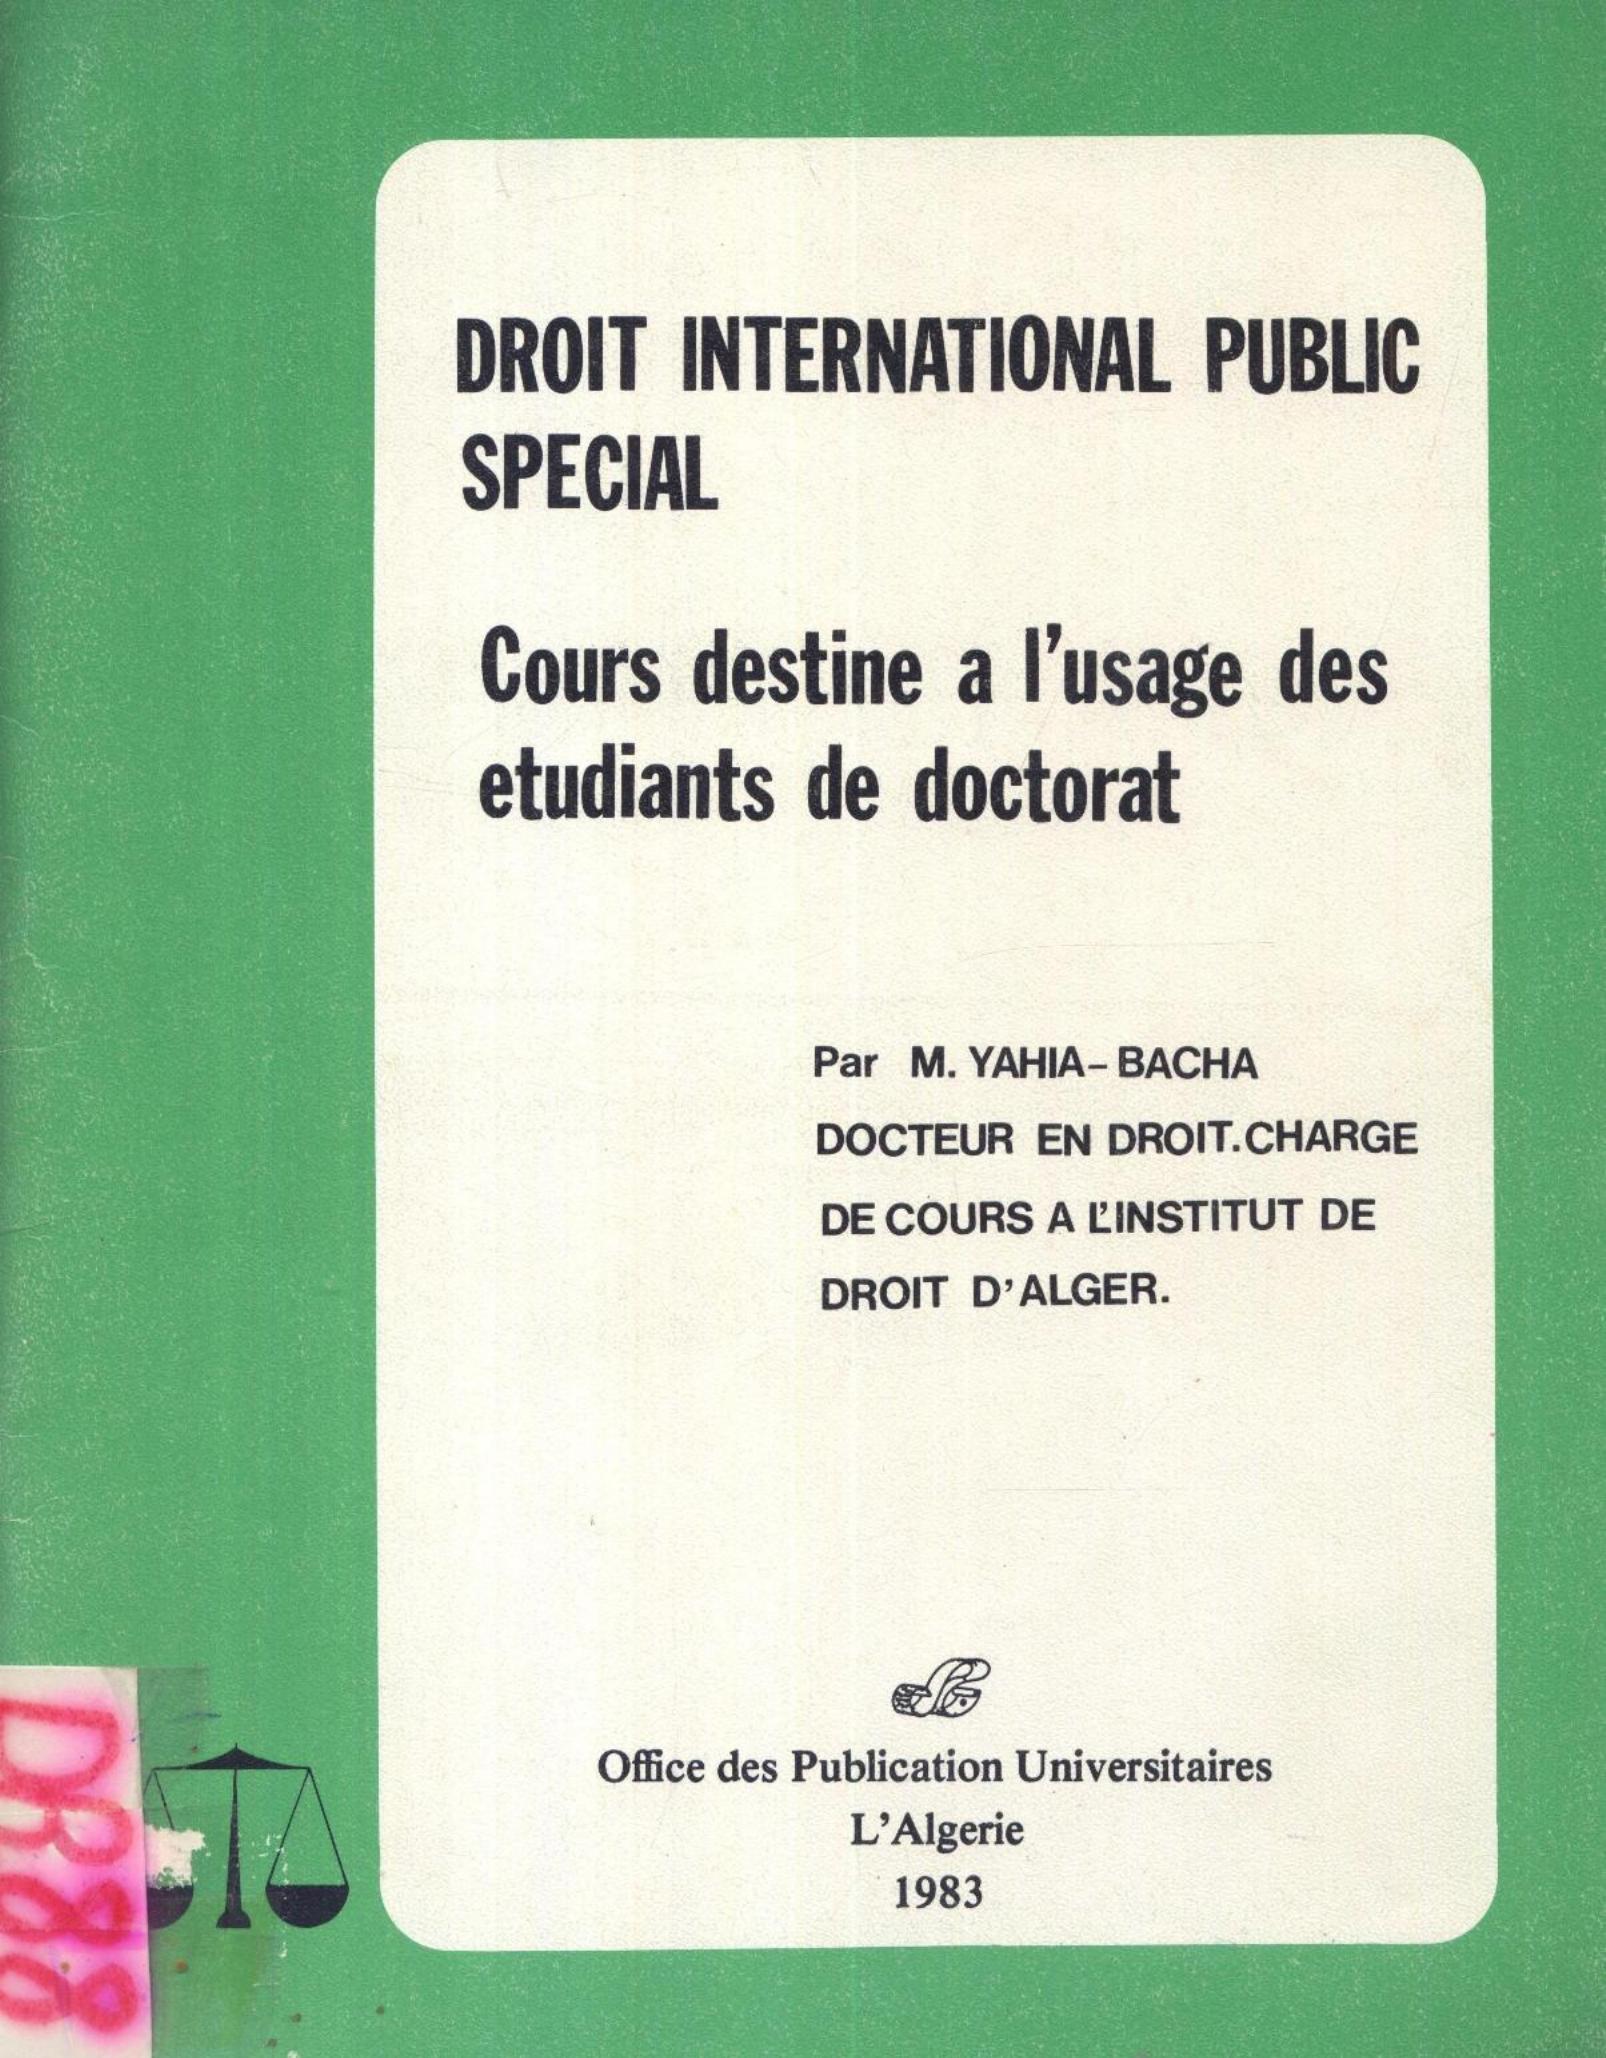 DROIT INTERNATIONAL PUBLIC
SPECIAL
Cours destine a l'usage des
etudiants de doctorat
Par M. YAHIA-BACHA
DOCTEUR EN DROIT.CHARGE
DE COURS A L'INSTITUT DE
DROIT D'ALGER.
Office des Publication Universitaires
L'Algerie
1983